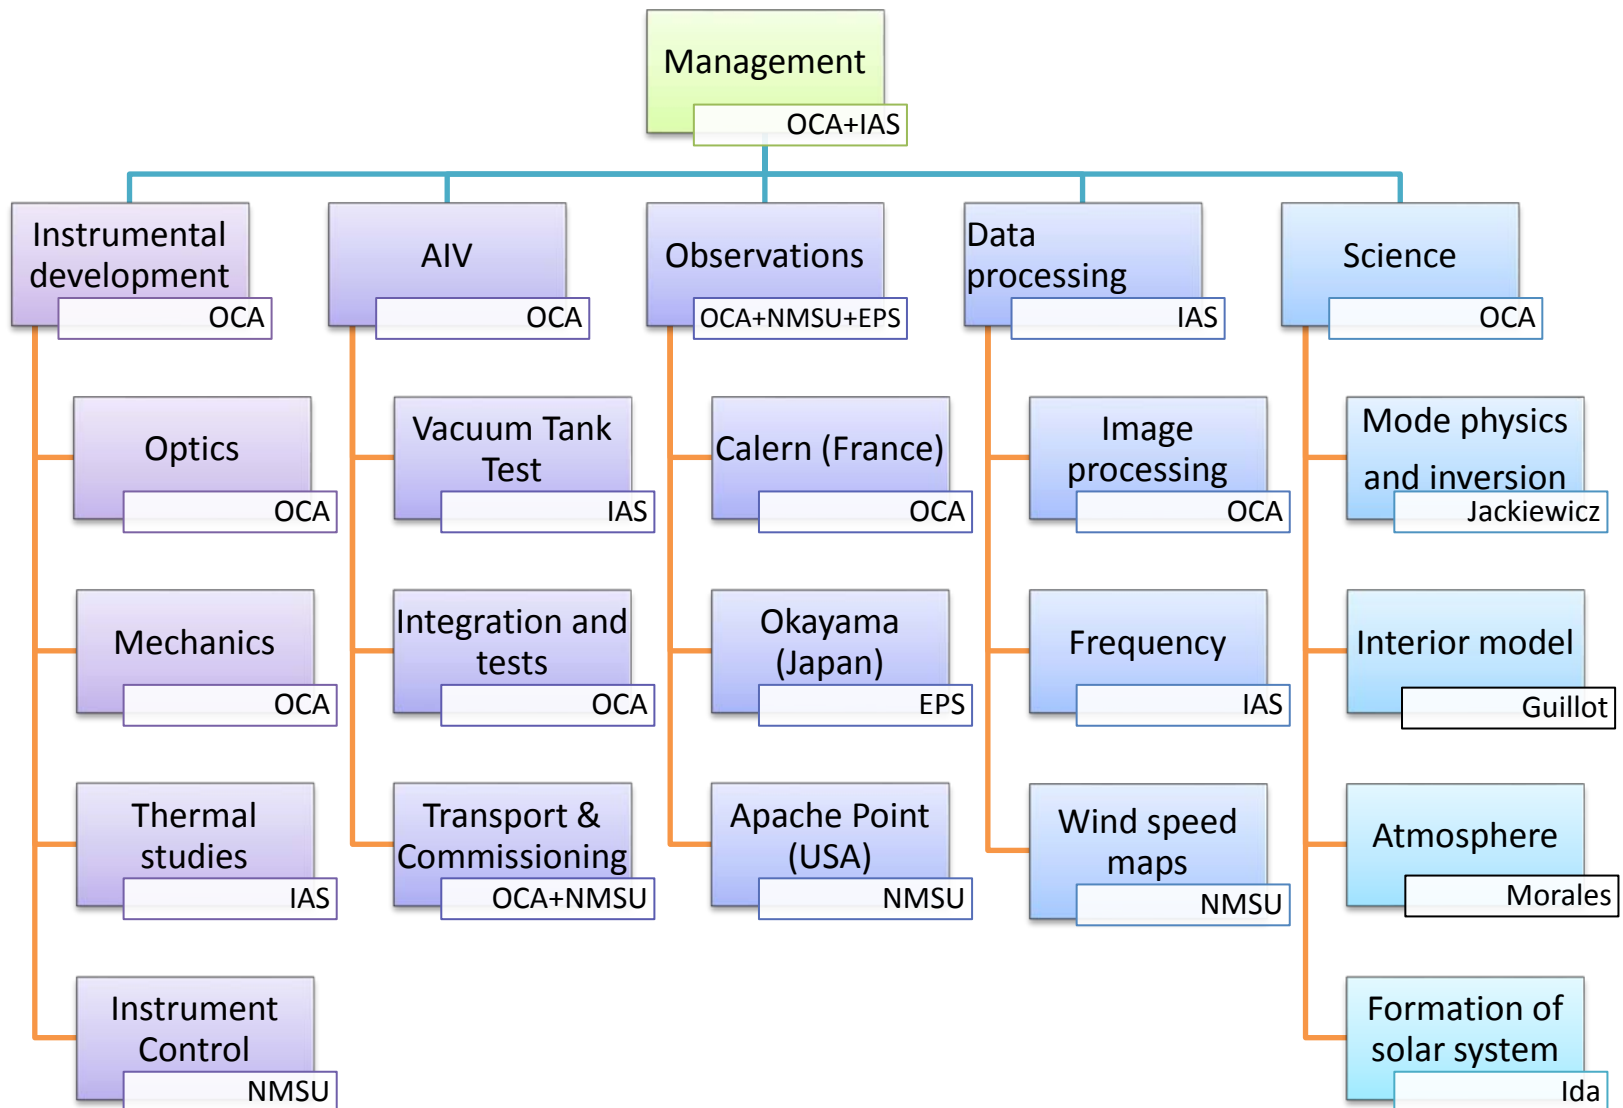 Management
OCA+IAS
Instrumental
development
OCA
AIV
OCA
Observations
OCA+NMSU+EPS
Data
processing
IAS
Science
OCA
Optics
OCA
Vacuum Tank
Test
IAS
Calern (France)
OCA
Image
processing
OCA
Mode physics
and inversion
Jackiewicz
Mechanics
OCA
Integration and
tests
OCA
Okayama
(Japan)
EPS
Frequency
IAS
Interior model
Guillot
Thermal
studies
IAS
Transport &
Commissioning
OCA+NMSU
Apache Point
(USA)
NMSU
Wind speed
maps
NMSU
Atmosphere
Morales
Instrument
Control
NMSU
Formation of
solar system
Ida